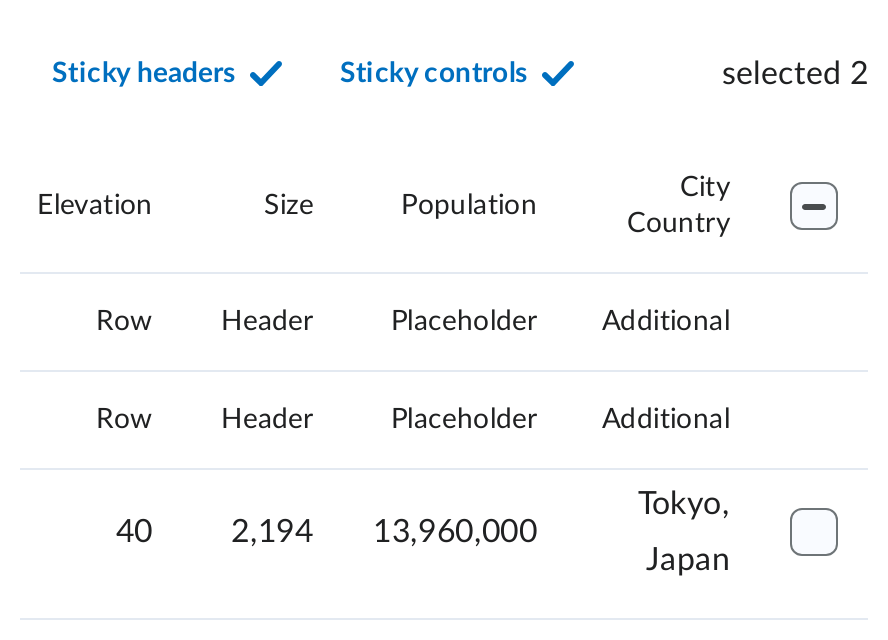 Sticky headers Sticky controls selected 2
Elevation Size Population City
Country
Row Header Placeholder Additional
Row Header Placeholder Additional
40 2,194 13,960,000 Tokyo,
Japan